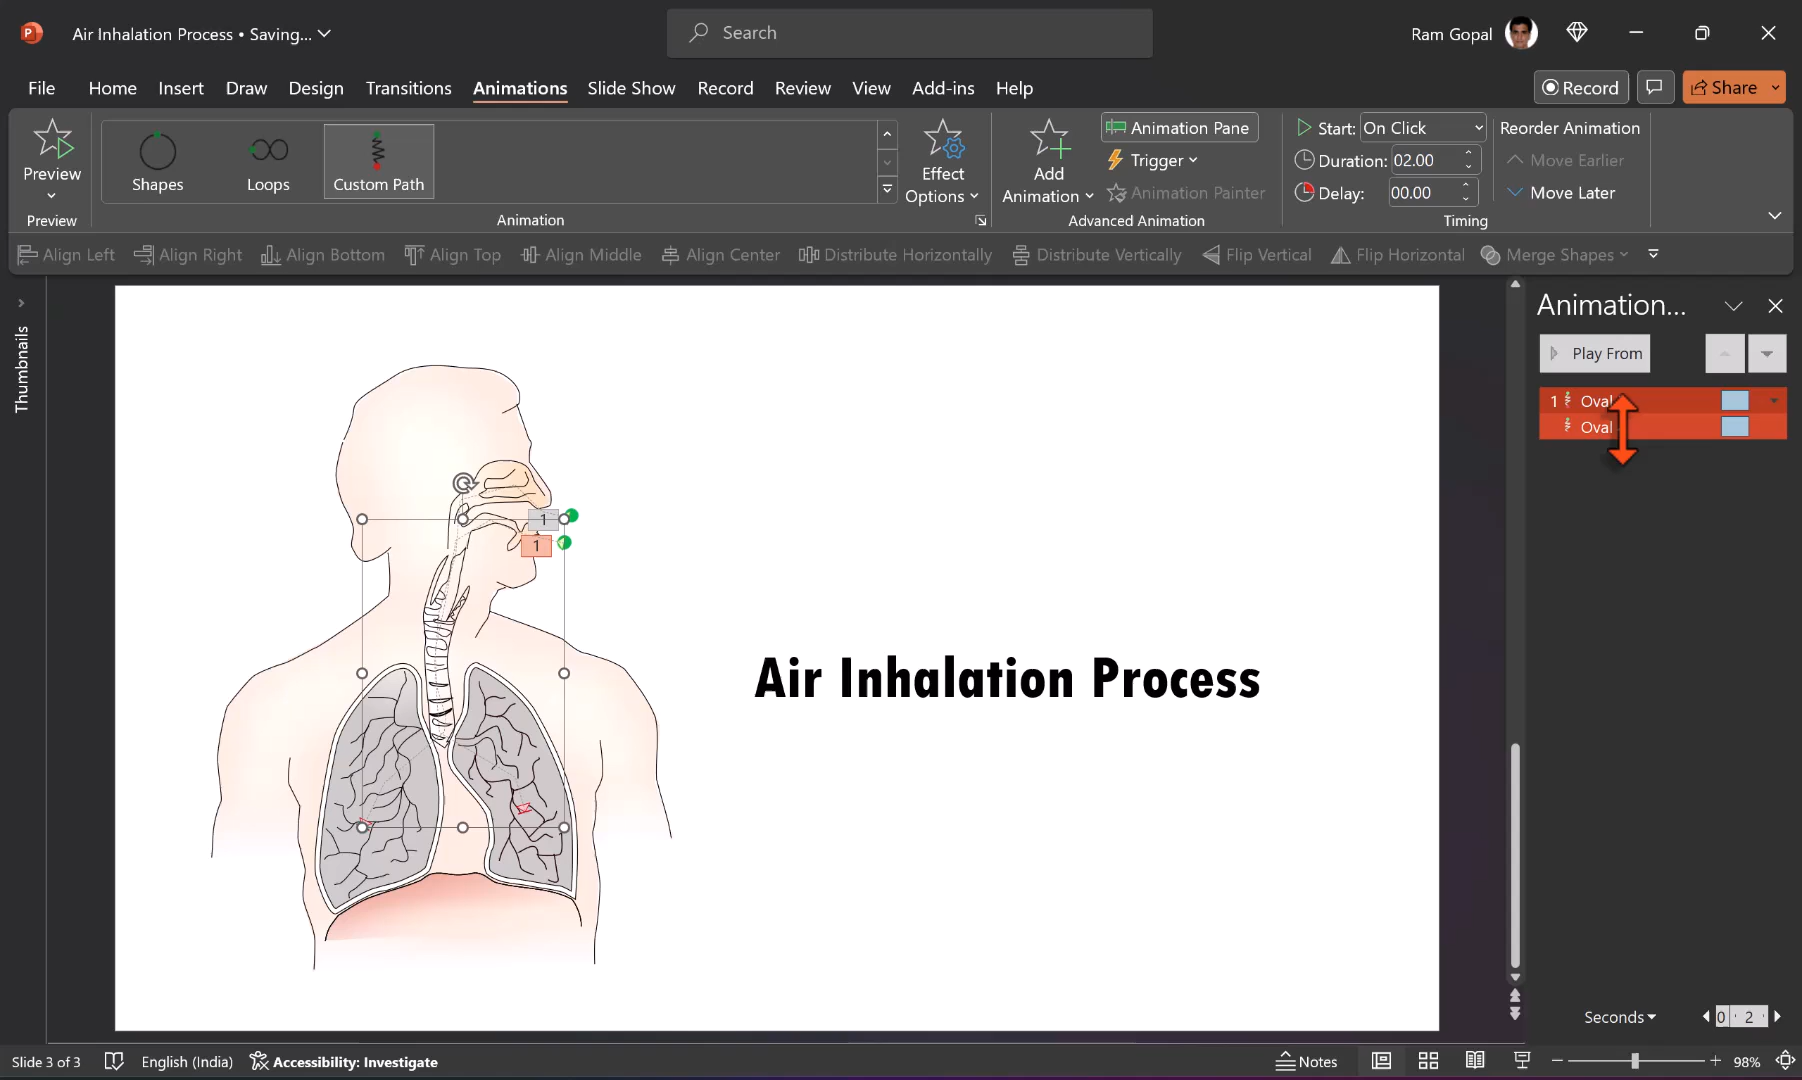 Air Inhalation Process • Saving...
Search
Ram Gopal
File Home Insert Draw Design Transitions Animations Slide Show Record Review View Add-ins Help
Record
Share
Preview
Preview
Shapes
Loops
Custom Path
Animation
Effect
Options
Add
Animation
Animation Pane
Trigger
Animation Painter
Advanced Animation
Start: On Click
Duration: 02.00
Delay: 00.00
Timing
Reorder Animation
Move Earlier
Move Later
Align Left Align Right Align Bottom Align Top Align Middle Align Center Distribute Horizontally Distribute Vertically Flip Vertical Flip Horizontal Merge Shapes
Thumbnails
1
1
Air Inhalation Process
Animation...
Play From
1 Oval
Oval
Seconds 0 2
Slide 3 of 3 English (India) Accessibility: Investigate Notes 98%